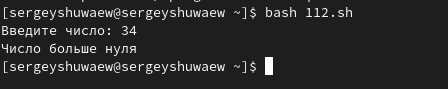 [sergeyshuwaew@sergeyshuwaew ~]$ bash 112.sh
Введите число: 34
Число больше нуля
[sergeyshuwaew@sergeyshuwaew ~]$